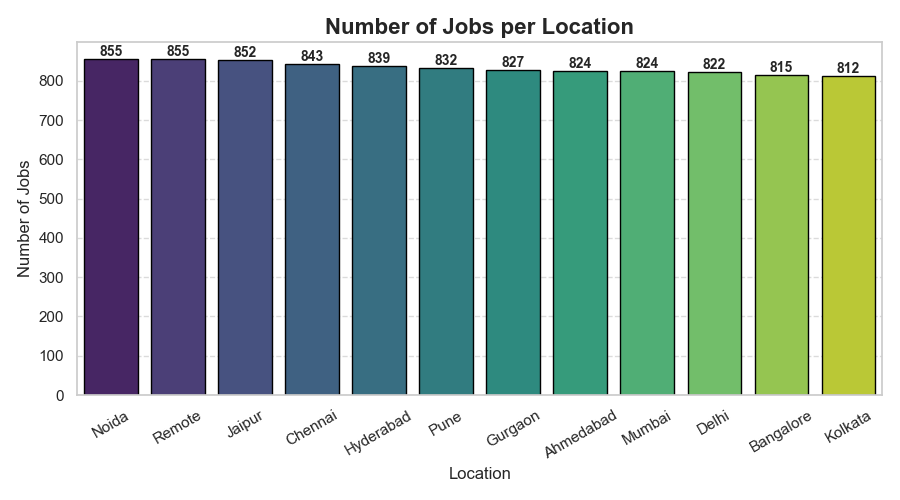 Number of Jobs per Location
855 855 852 843 839 832 827 824 824 822 815 812
800
700
600
500
400
300
200
100
0
Number of Jobs
Noida Remote Jaipur Chennai Hyderabad Pune Gurgaon Ahmedabad Mumbai Delhi Bangalore Kolkata
Location